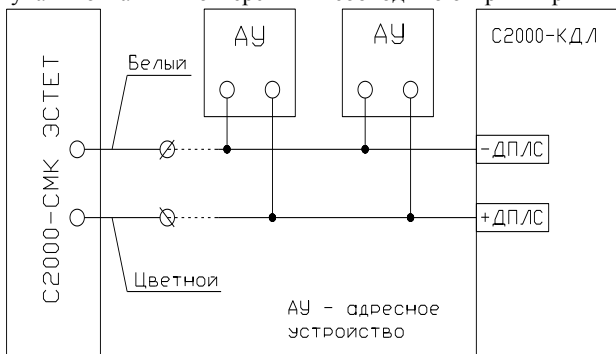 АУ
АУ
С2000-КДЛ
Белый
С2000-СМК ЭСТЕТ
-ДПЛС
+ДПЛС
Цветной
АУ - адресное
устройство